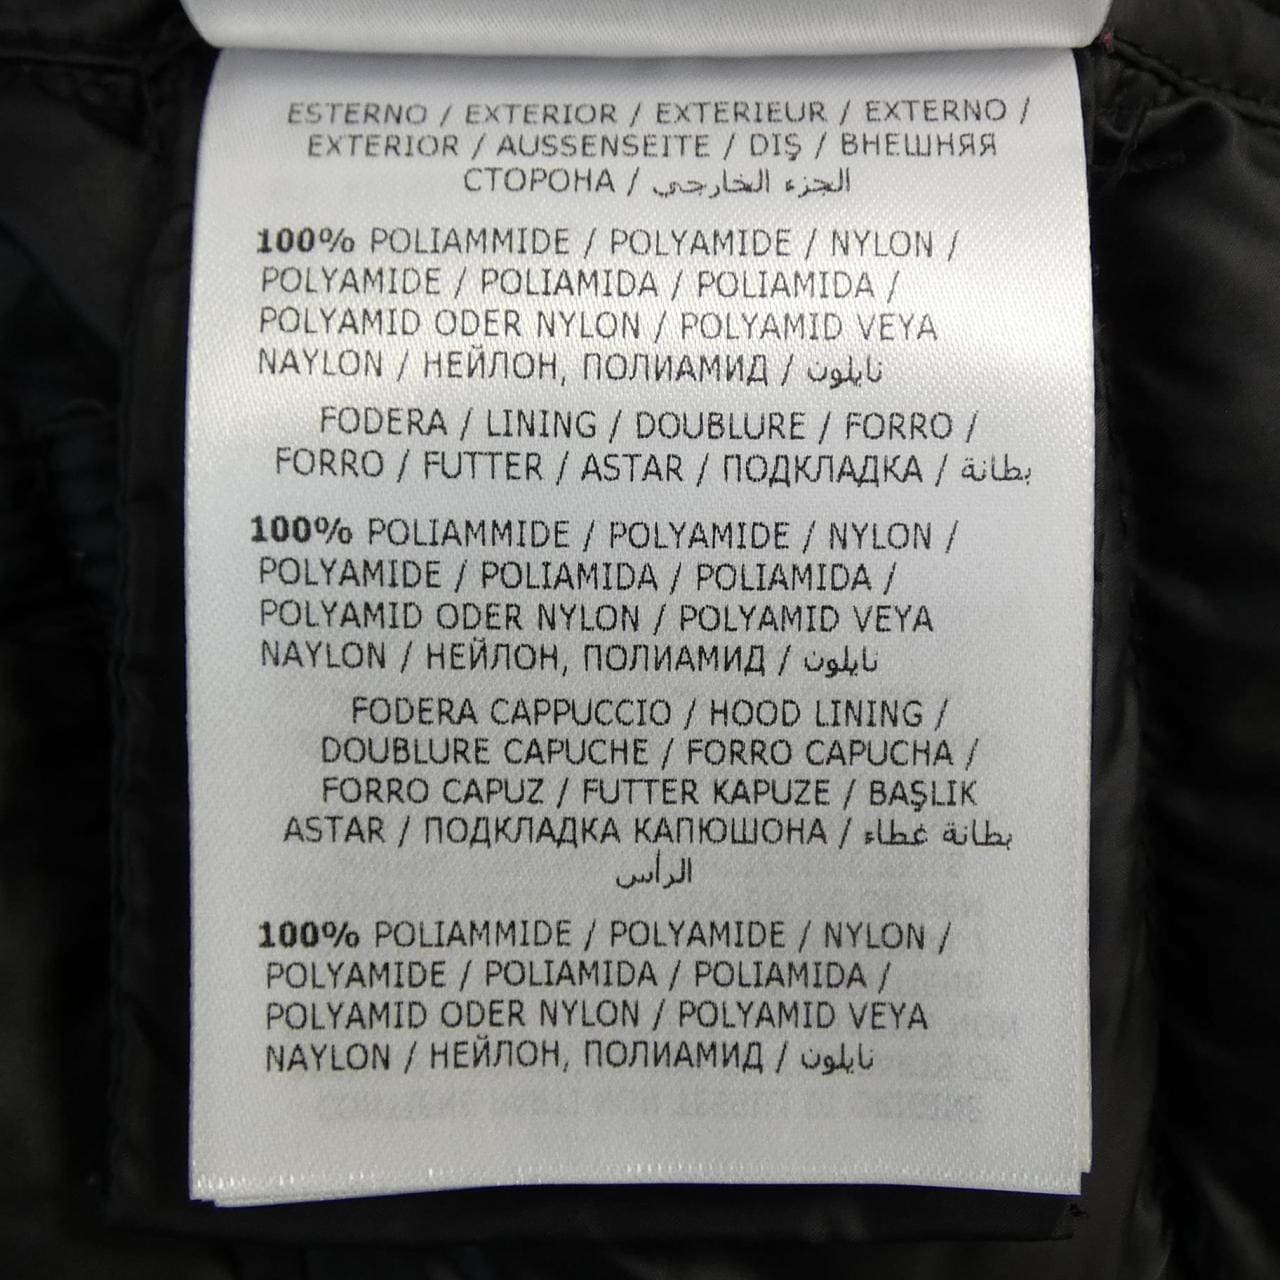 ESTERNO / EXTERIOR / EXTERIEUR / EXTERNO /
EXTERIOR / AUSSENSEITE / DIŞ / ВНЕШНЯЯ
СТОРОНА / الجزء الخارجي
100% POLIAMMIDE / POLYAMIDE / NYLON /
POLYAMIDE / POLIAMIDA / POLIAMIDA /
POLYAMID ODER NYLON / POLYAMID VEYA
NAYLON / НЕЙЛОН, ПОЛИАМИД / نايلون
FODERA / LINING / DOUBLURE / FORRO /
FORRO / FUTTER / ASTAR / ПОДКЛАДКА / بطانة
100% POLIAMMIDE / POLYAMIDE / NYLON /
POLYAMIDE / POLIAMIDA / POLIAMIDA /
POLYAMID ODER NYLON / POLYAMID VEYA
NAYLON / НЕЙЛОН, ПОЛИАМИД / نايلون
FODERA CAPPUCCIO / HOOD LINING /
DOUBLURE CAPUCHE / FORRO CAPUCHA /
FORRO CAPUZ / FUTTER KAPUZE / BAŞLIK
ASTAR / ПОДКЛАДКА КАПЮШОНА / بطانة غطاء
الرأس
100% POLIAMMIDE / POLYAMIDE / NYLON /
POLYAMIDE / POLIAMIDA / POLIAMIDA /
POLYAMID ODER NYLON / POLYAMID VEYA
NAYLON / НЕЙЛОН, ПОЛИАМИД / نايلون